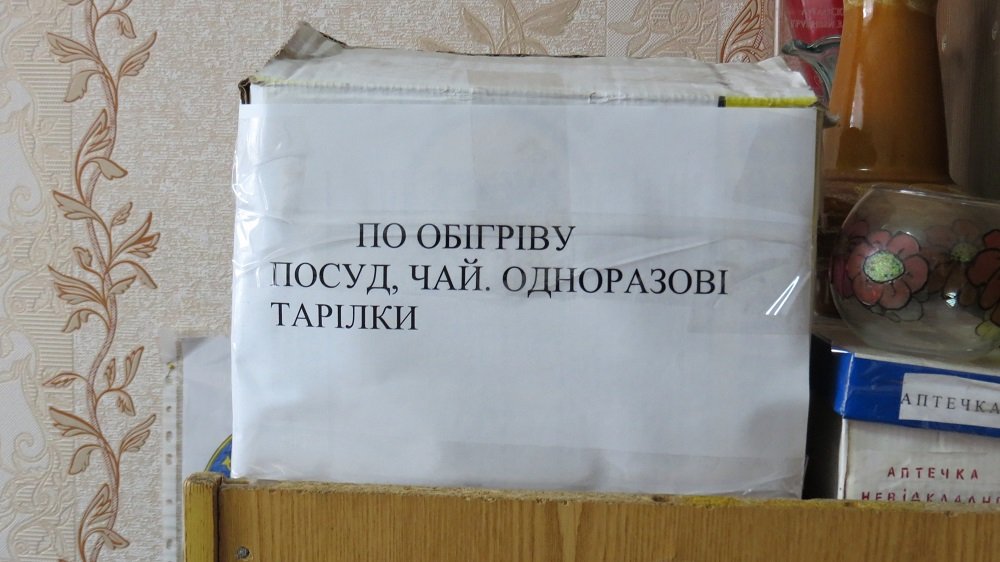 ПО ОБІГРІВУ
ПОСУД, ЧАЙ. ОДНОРАЗОВІ
ТАРІЛКИ
АПТЕЧКА
АПТЕЧКА